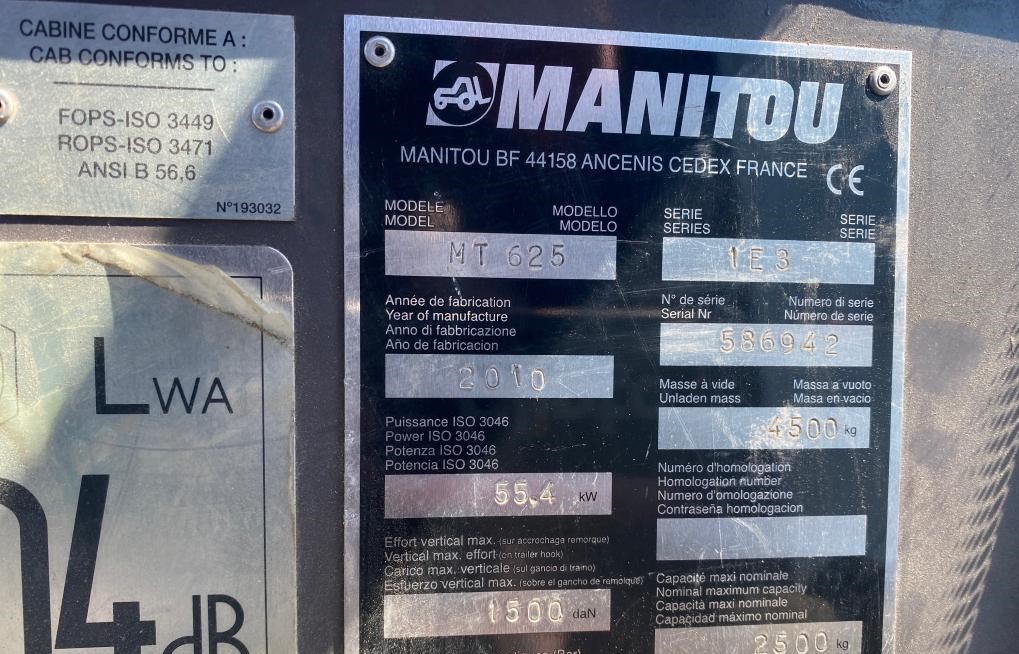 CABINE CONFORME A :
CAB CONFORMS TO :
FOPS-ISO 3449
ROPS-ISO 3471
ANSI B 56,6
N°193032
LWA
04
dB
MANITOU
MANITOU BF 44158 ANCENIS CEDEX FRANCE
CE
MODELE MODELLO
MODEL MODELO
MT 625
SERIE SERIE
SERIES SERIE
1E3
Année de fabrication
Year of manufacture
Anno di fabbricazione
Año de fabricacion
2010
N° de série Numero di serie
Serial Nr Número de serie
586942
Masse à vide Massa a vuoto
Unladen mass Masa en vacio
4500 kg
Puissance ISO 3046
Power ISO 3046
Potenza ISO 3046
Potencia ISO 3046
55.4 kW
Numéro d'homologation
Homologation number
Numero d'omologazione
Contraseña homologacion
Effort vertical max. (sur accrochage remorque)
Vertical max. effort (on trailer hook)
Carico max. verticale (sul gancio di traino)
Esfuerzo vertical max. (sobre el gancho de remolque)
1500 daN
Capacité maxi nominale
Nominal maximum capacity
Capacità maxi nominale
Capacidad máximo nominal
2500 kg